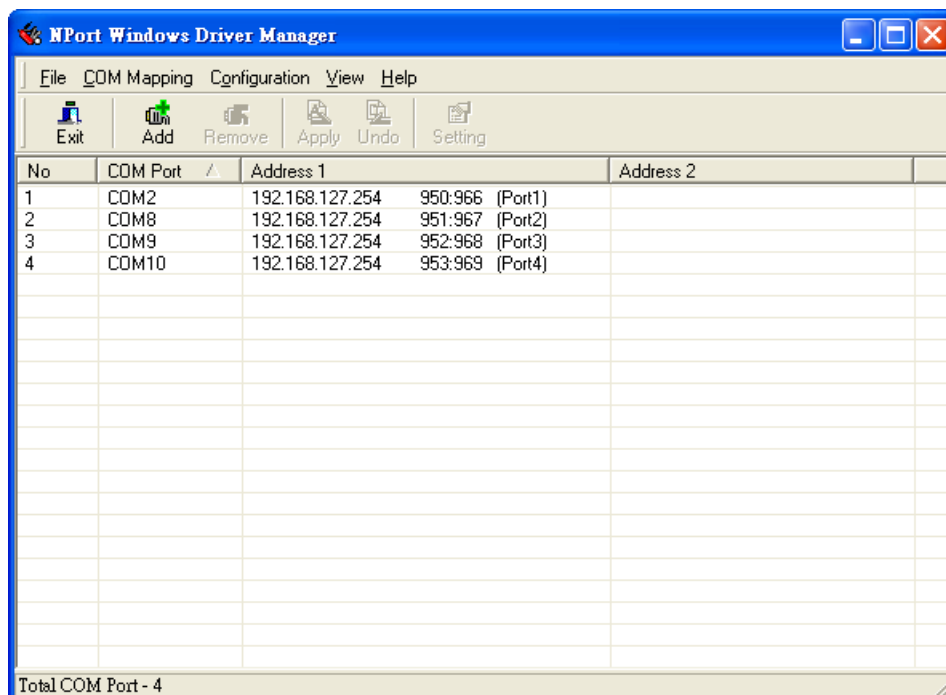 NPort Windows Driver Manager
File COM Mapping Configuration View Help
Exit Add Remove Apply Undo Setting
No COM Port Address 1 Address 2
1 COM2 192.168.127.254 950:966 (Port1)
2 COM8 192.168.127.254 951:967 (Port2)
3 COM9 192.168.127.254 952:968 (Port3)
4 COM10 192.168.127.254 953:969 (Port4)
Total COM Port - 4